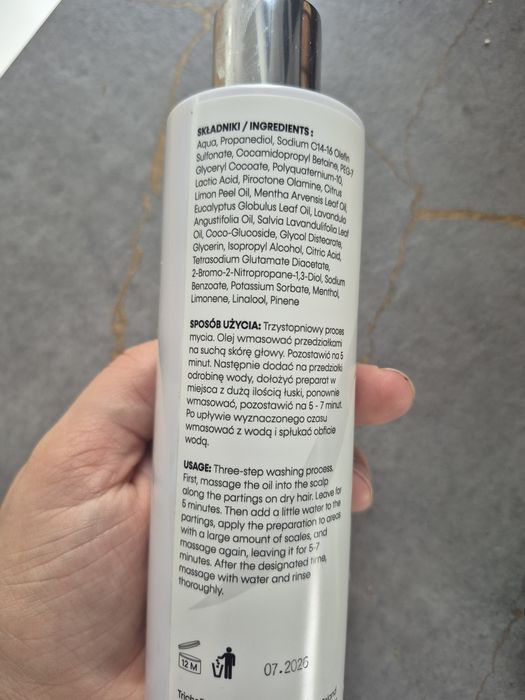 SKŁADNIKI / INGREDIENTS :
Aqua, Propanediol, Sodium C14-16 Olefin
Sulfonate, Cocamidopropyl Betaine, PEG-7
Glyceryl Cocoate, Polyquaternium-10,
Lactic Acid, Piroctone Olamine, Citrus
Limon Peel Oil, Mentha Arvensis Leaf Oil,
Eucalyptus Globulus Leaf Oil, Lavandula
Angustifolia Oil, Salvia Lavandulifolia Leaf
Oil, Coco-Glucoside, Glycol Distearate,
Glycerin, Isopropyl Alcohol, Citric Acid,
Tetrasodium Glutamate Diacetate,
2-Bromo-2-Nitropropane-1,3-Diol, Sodium
Benzoate, Potassium Sorbate, Menthol,
Limonene, Linalool, Pinene
SPOSÓB UŻYCIA: Trzystopniowy proces
mycia. Olej wmasować przedziałkami
na suchą skórę głowy. Pozostawić na 5
minut. Następnie dodać na przedziałki
odrobinę wody, dołożyć preparat w
miejsca z dużą ilością łuski, ponownie
wmasować, pozostawić na 5 - 7 minut.
Po upływie wyznaczonego czasu
wmasować z wodą i spłukać obficie
wodą.
USAGE: Three-step washing process.
First, massage the oil into the scalp
along the partings on dry hair. Leave for
5 minutes. Then add a little water to the
partings, apply the preparation to areas
with a large amount of scales, and
massage again, leaving it for 5-7
minutes. After the designated time,
massage with water and rinse
thoroughly.
12 M
07.2026